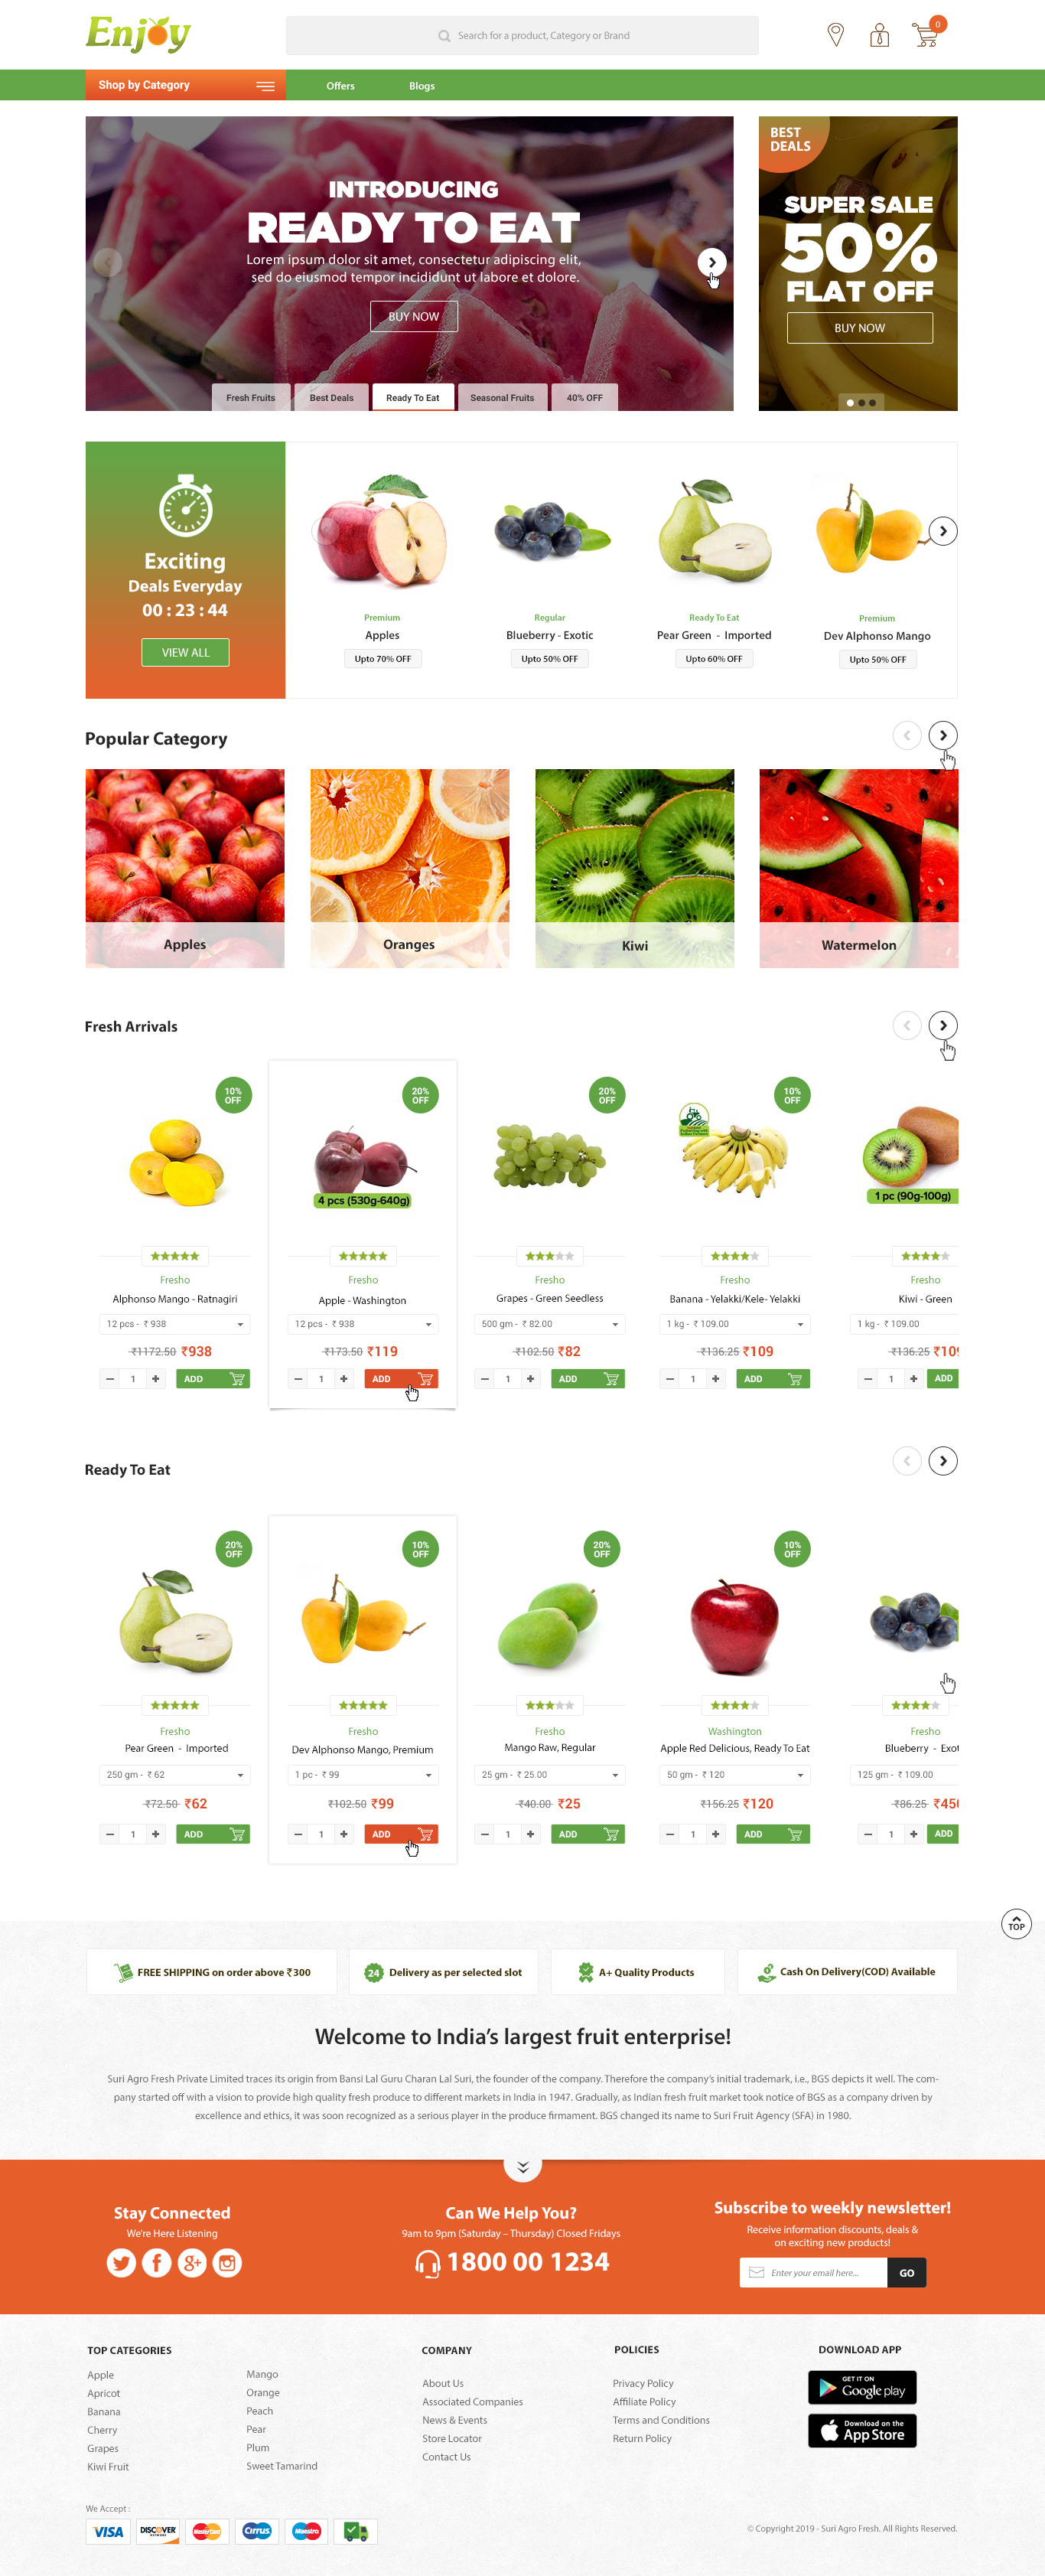 Enjoy
Search for a product, Category or Brand
0
Shop by Category
Offers
Blogs
INTRODUCING
READY TO EAT
Lorem ipsum dolor sit amet, consectetur adipiscing elit,
sed do eiusmod tempor incididunt ut labore et dolore.
BUY NOW
Fresh Fruits
Best Deals
Ready To Eat
Seasonal Fruits
40% OFF
BEST
DEALS
SUPER SALE
50%
FLAT OFF
BUY NOW
Exciting
Deals Everyday
00 : 23 : 44
VIEW ALL
Premium
Apples
Upto 70% OFF
Regular
Blueberry - Exotic
Upto 50% OFF
Ready To Eat
Pear Green - Imported
Upto 60% OFF
Premium
Dev Alphonso Mango
Upto 50% OFF
Popular Category
Apples
Oranges
Kiwi
Watermelon
Fresh Arrivals
10%
OFF
Fresho
Alphonso Mango - Ratnagiri
12 pcs - ₹ 938
₹1172.50 ₹938
1
ADD
20%
OFF
4 pcs (530g-640g)
Fresho
Apple - Washington
12 pcs - ₹ 938
₹173.50 ₹119
1
ADD
20%
OFF
Fresho
Grapes - Green Seedless
500 gm - ₹ 82.00
₹102.50 ₹82
1
ADD
10%
OFF
Fresho
Banana - Yelakki/Kele- Yelakki
1 kg - ₹ 109.00
₹136.25 ₹109
1
ADD
1 pc (90g-100g)
Fresho
Kiwi - Green
1 kg - ₹ 109.00
₹136.25 ₹109
1
ADD
Ready To Eat
20%
OFF
Fresho
Pear Green - Imported
250 gm - ₹ 62
₹72.50 ₹62
1
ADD
10%
OFF
Fresho
Dev Alphonso Mango, Premium
1 pc - ₹ 99
₹102.50 ₹99
1
ADD
20%
OFF
Fresho
Mango Raw, Regular
25 gm - ₹ 25.00
₹40.00 ₹25
1
ADD
10%
OFF
Washington
Apple Red Delicious, Ready To Eat
50 gm - ₹ 120
₹156.25 ₹120
1
ADD
Fresho
Blueberry - Exot
125 gm - ₹ 109.00
₹86.25 ₹450
1
ADD
TOP
FREE SHIPPING on order above ₹300
24
Delivery as per selected slot
A+ Quality Products
Cash On Delivery(COD) Available
Welcome to India's largest fruit enterprise!
Suri Agro Fresh Private Limited traces its origin from Bansi Lal Guru Charan Lal Suri, the founder of the company. Therefore the company's initial trademark, i.e., BGS depicts it well. The com-
pany started off with a vision to provide high quality fresh produce to different markets in India in 1947. Gradually, as Indian fresh fruit market took notice of BGS as a company driven by
excellence and ethics, it was soon recognized as a serious player in the produce firmament. BGS changed its name to Suri Fruit Agency (SFA) in 1980.
Stay Connected
We're Here Listening
Can We Help You?
9am to 9pm (Saturday – Thursday) Closed Fridays
1800 00 1234
Subscribe to weekly newsletter!
Receive information discounts, deals &
on exciting new products!
Enter your email here...
GO
TOP CATEGORIES
Apple
Apricot
Banana
Cherry
Grapes
Kiwi Fruit
Mango
Orange
Peach
Pear
Plum
Sweet Tamarind
COMPANY
About Us
Associated Companies
News & Events
Store Locator
Contact Us
POLICIES
Privacy Policy
Affiliate Policy
Terms and Conditions
Return Policy
DOWNLOAD APP
GET IT ON
Google play
Download on the
App Store
We Accept :
VISA
DISCOVER
NETWORK
MasterCard
Cirrus
Maestro
© Copyright 2019 - Suri Agro Fresh. All Rights Reserved.